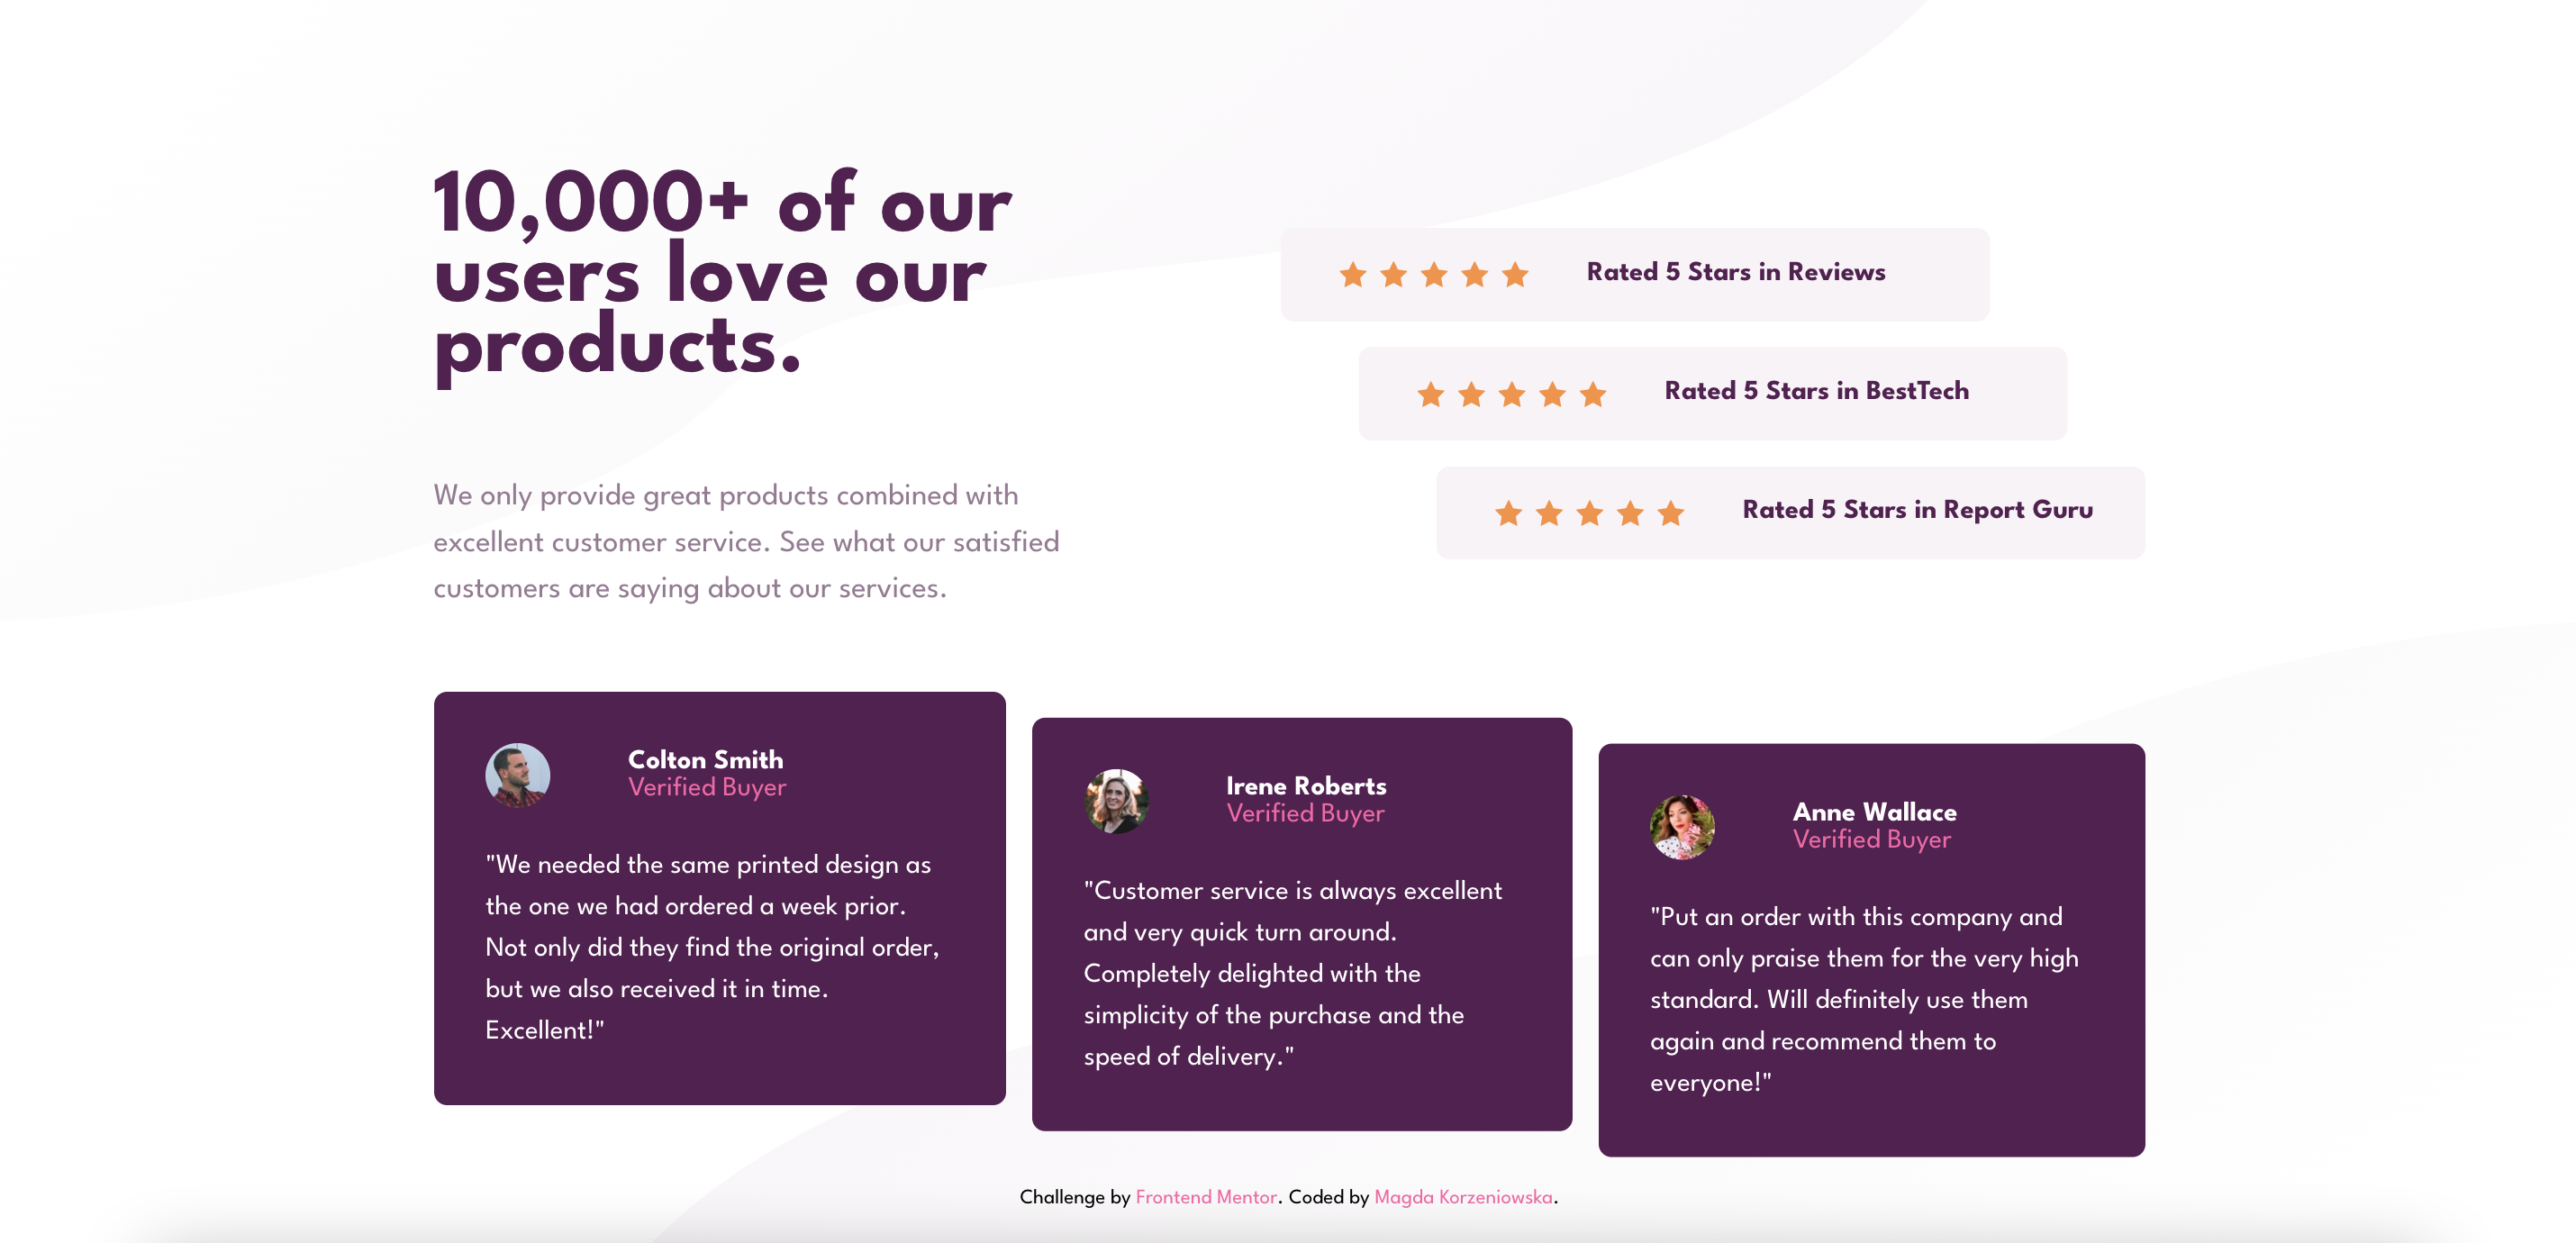 10,000+ of our
users love our
products.
We only provide great products combined with
excellent customer service. See what our satisfied
customers are saying about our services.
Rated 5 Stars in Reviews
Rated 5 Stars in BestTech
Rated 5 Stars in Report Guru
Colton Smith
Verified Buyer
"We needed the same printed design as
the one we had ordered a week prior.
Not only did they find the original order,
but we also received it in time.
Excellent!"
Irene Roberts
Verified Buyer
"Customer service is always excellent
and very quick turn around.
Completely delighted with the
simplicity of the purchase and the
speed of delivery."
Anne Wallace
Verified Buyer
"Put an order with this company and
can only praise them for the very high
standard. Will definitely use them
again and recommend them to
everyone!"
Challenge by Frontend Mentor. Coded by Magda Korzeniowska.